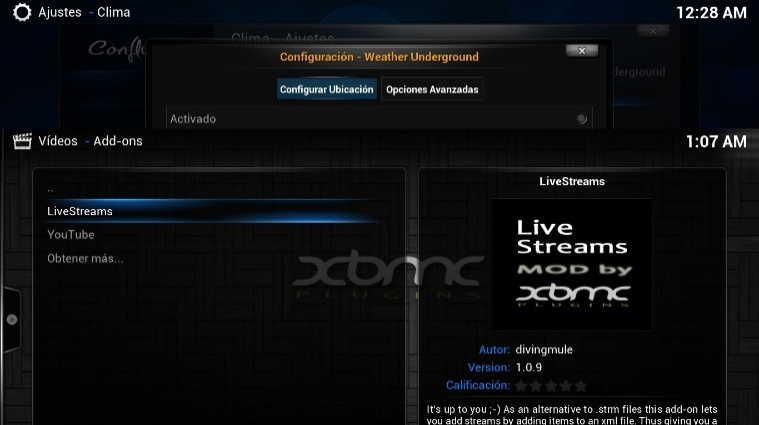 Ajustes - Clima
12:28 AM
Clima - Ajustes
Configuración - Weather Underground
Configurar Ubicación
Opciones Avanzadas
Activado
Vídeos - Add-ons
1:07 AM
..
LiveStreams
YouTube
Obtener más...
xbmc
PLUGINS
LiveStreams
Live
Streams
MOD by
xbmc
PLUGINS
Autor: divingmule
Version: 1.0.9
Calificación:
It's up to you ;-) As an alternative to .strm files this add-on lets
you add streams by adding items to an xml file. Thus giving you a